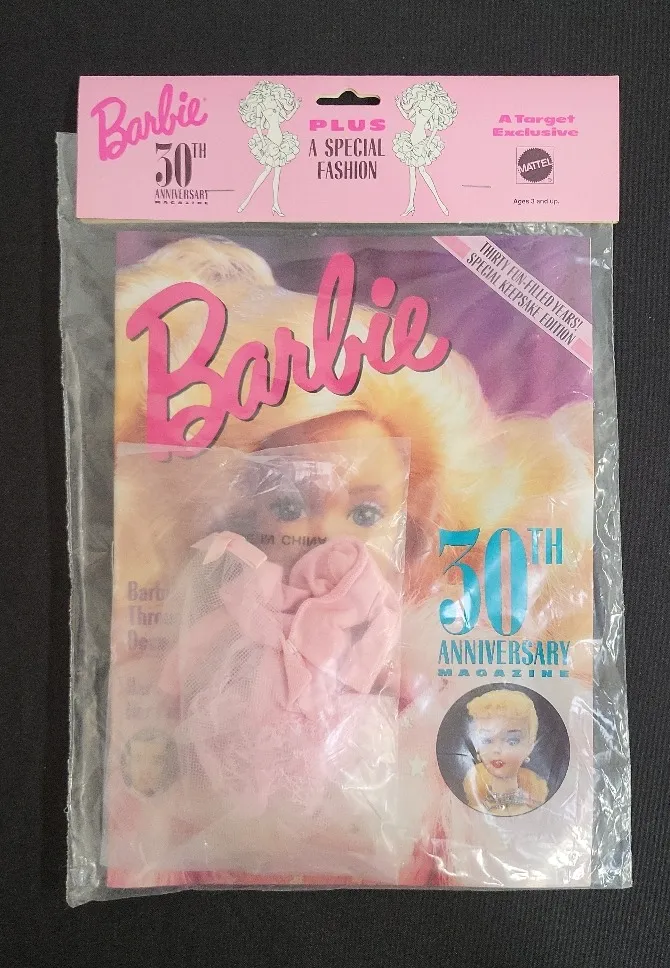 Barbie
30TH
ANNIVERSARY
MAGAZINE
PLUS
A SPECIAL
FASHION
A Target
Exclusive
MATTEL
Ages 3 and up.
THIRTY FUN-FILLED YEARS!
SPECIAL KEEPSAKE EDITION
Barbie
E IN CHINA
30TH
ANNIVERSARY
MAGAZINE